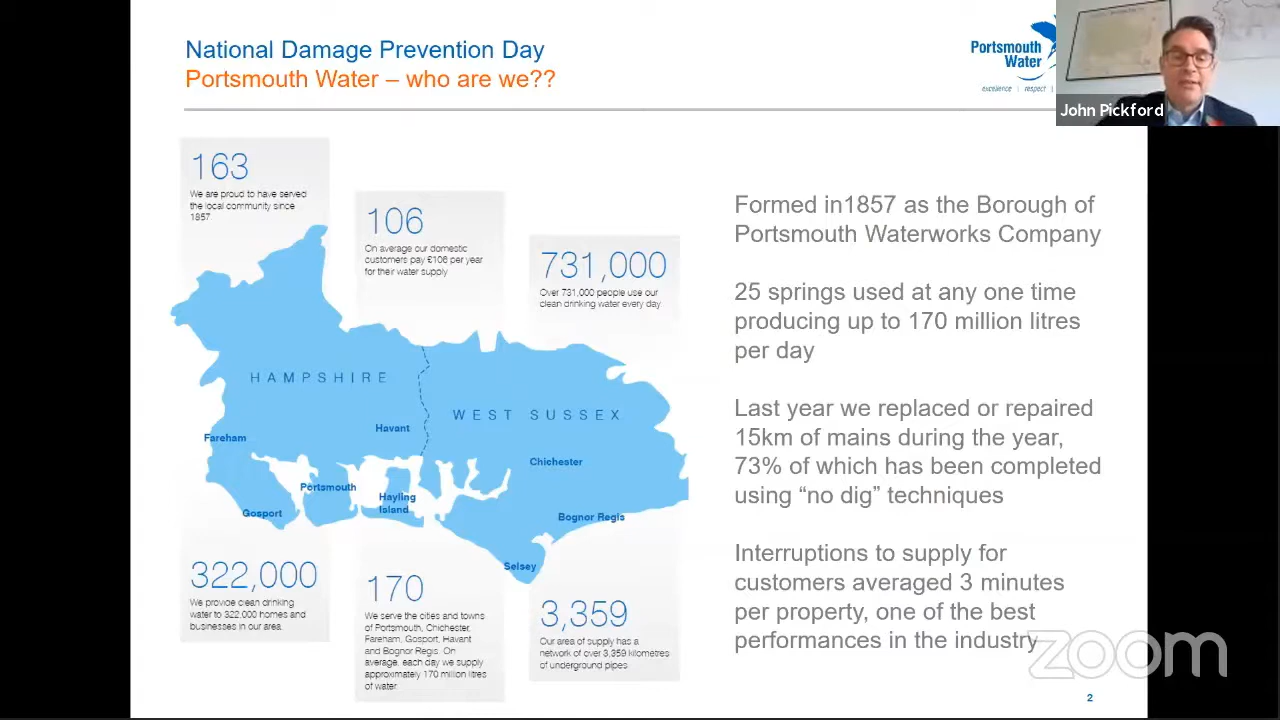 National Damage Prevention Day
Portsmouth Water – who are we??
Portsmouth
Water
excellence | respect |
John Pickford
163
We are proud to have served
the local community since
1857
106
On average our domestic
customers pay £106 per year
for their water supply
731,000
Over 731,000 people use our
clean drinking water every day
HAMPSHIRE
WEST SUSSEX
Havant
Fareham
Chichester
Portsmouth
Hayling
Island
Gosport
Bognor Regis
Selsey
322,000
We provide clean drinking
water to 322,000 homes and
businesses in our area.
170
We serve the cities and towns
of Portsmouth, Chichester,
Fareham, Gosport, Havant
and Bognor Regis. On
average, each day we supply
approximately 170 million litres
of water
3,359
Our area of supply has a
network of over 3,359 kilometres
of underground pipes
Formed in1857 as the Borough of
Portsmouth Waterworks Company
25 springs used at any one time
producing up to 170 million litres
per day
Last year we replaced or repaired
15km of mains during the year,
73% of which has been completed
using “no dig” techniques
Interruptions to supply for
customers averaged 3 minutes
per property, one of the best
performances in the industry
zoom
2